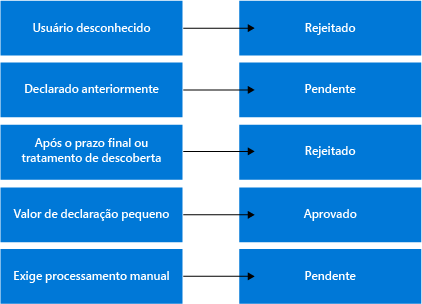 Usuário desconhecido
Rejeitado
Declarado anteriormente
Pendente
Após o prazo final ou
tratamento de descoberta
Rejeitado
Valor de declaração pequeno
Aprovado
Exige processamento manual
Pendente